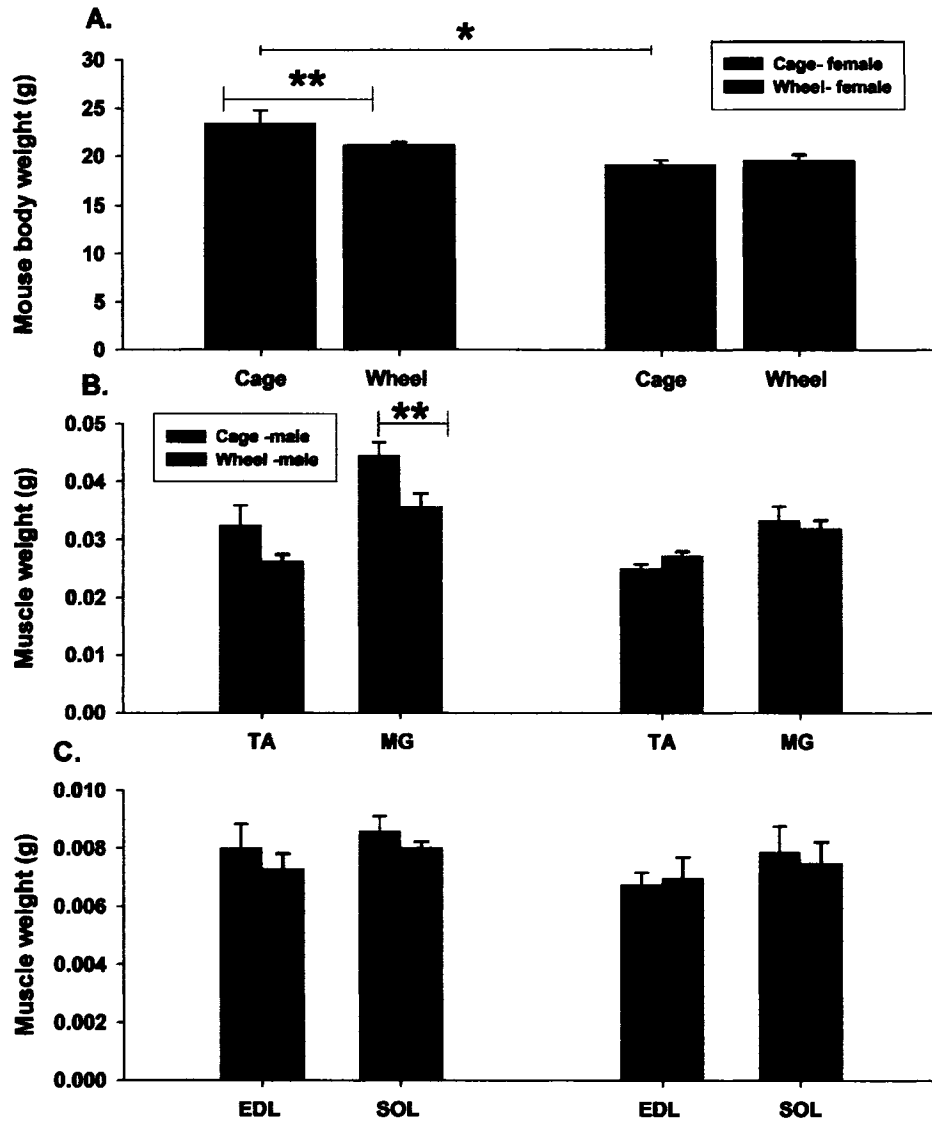 A.
*
**
Mouse body weight (g)
30
25
20
15
10
5
0
Cage- female
Wheel- female
Cage Wheel Cage Wheel
B.
**
Muscle weight (g)
0.05
0.04
0.03
0.02
0.01
0.00
Cage -male
Wheel -male
TA MG TA MG
C.
Muscle weight (g)
0.010
0.008
0.006
0.004
0.002
0.000
EDL SOL EDL SOL